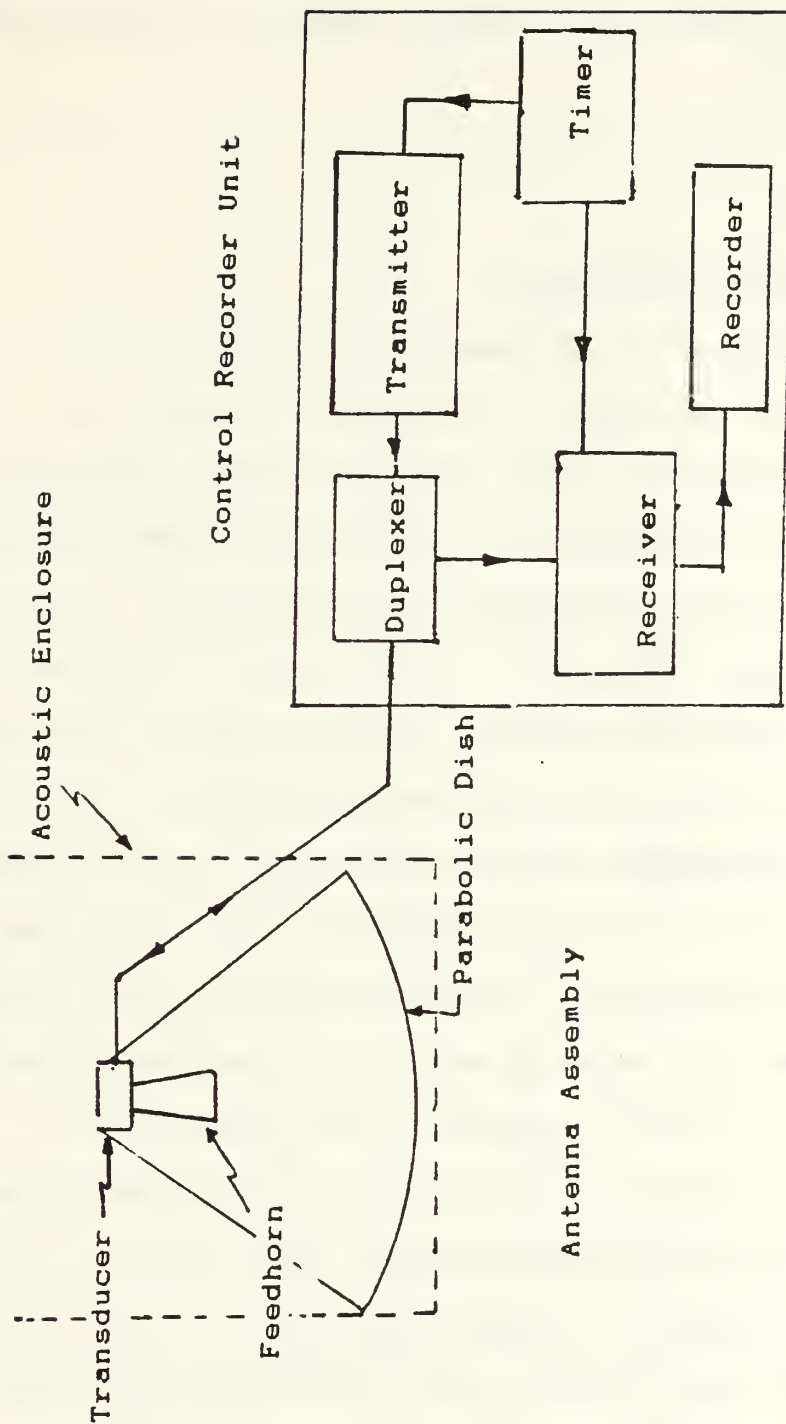 Acoustic Enclosure
Transducer
Feedhorn
Parabolic Dish
Antenna Assembly
Control Recorder Unit
Duplexer
Transmitter
Timer
Receiver
Recorder